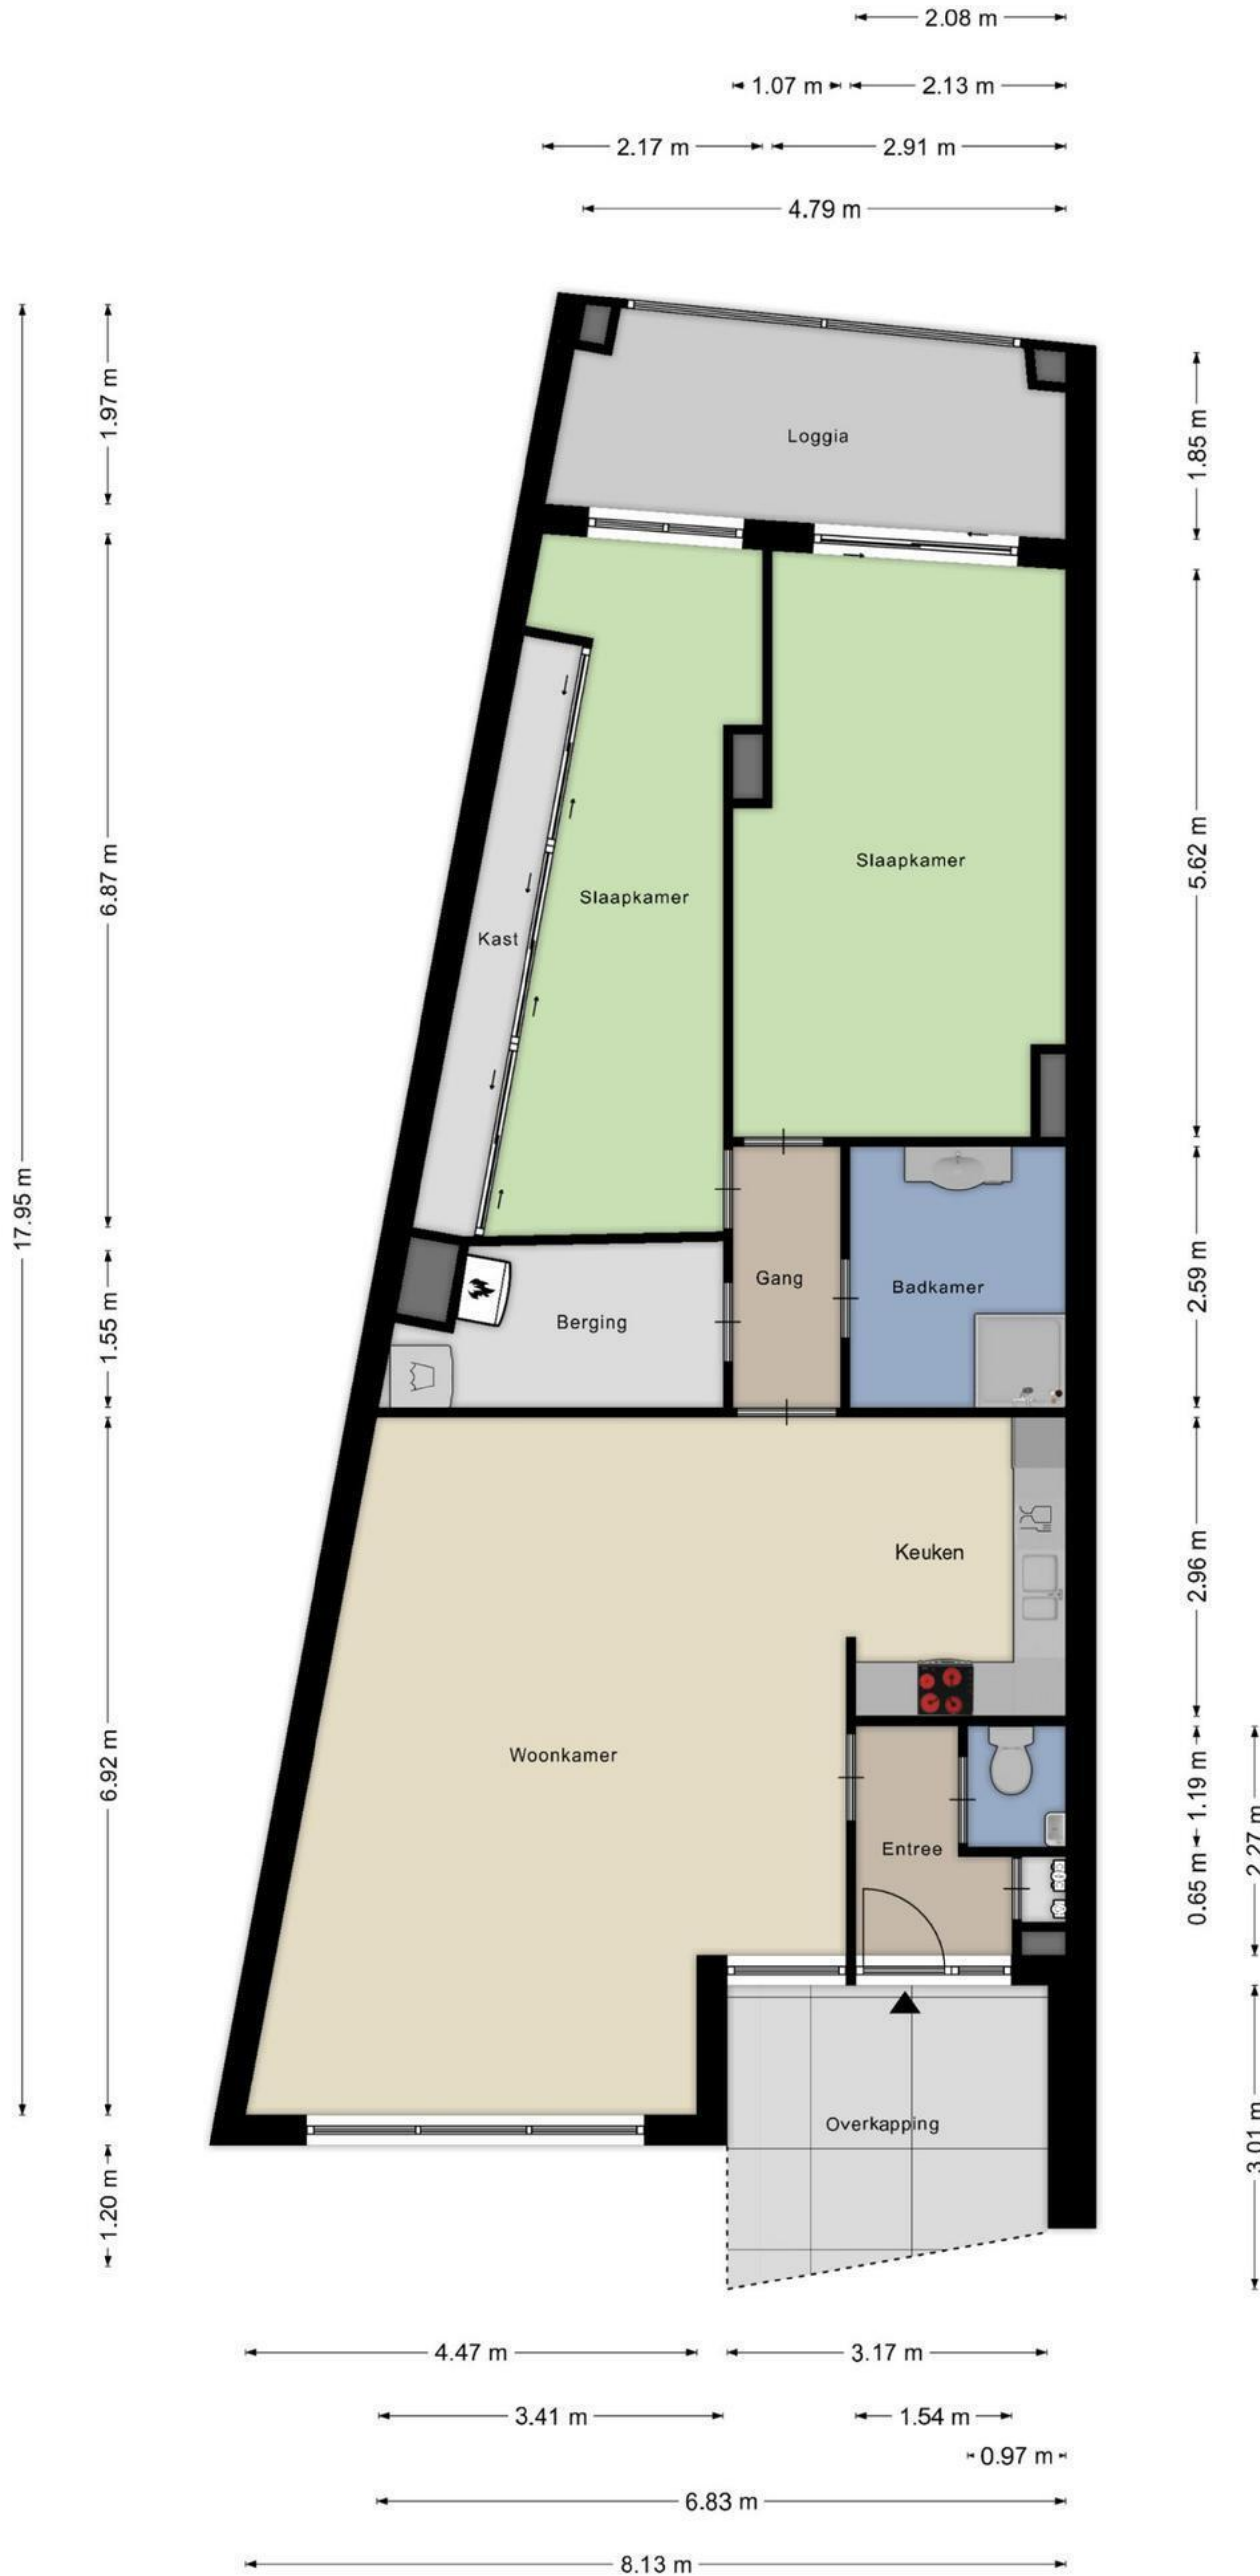 2.08 m
1.07 m
2.13 m
2.17 m
2.91 m
4.79 m
17.95 m
1.97 m
6.87 m
1.55 m
6.92 m
1.20 m
Loggia
Slaapkamer
Slaapkamer
Kast
Gang
Badkamer
Berging
Keuken
Woonkamer
Entree
Overkapping
1.85 m
5.62 m
2.59 m
2.96 m
1.19 m
0.65 m
2.27 m
3.01 m
4.47 m
3.17 m
3.41 m
1.54 m
0.97 m
6.83 m
8.13 m